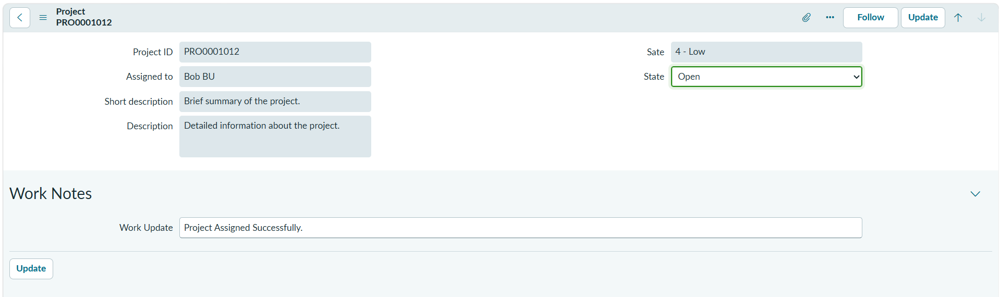 Project
PRO0001012
Follow
Update
Project ID
PRO0001012
Assigned to
Bob BU
Short description
Brief summary of the project.
Description
Detailed information about the project.
Sate
4 - Low
State
Open
Work Notes
Work Update
Project Assigned Successfully.
Update